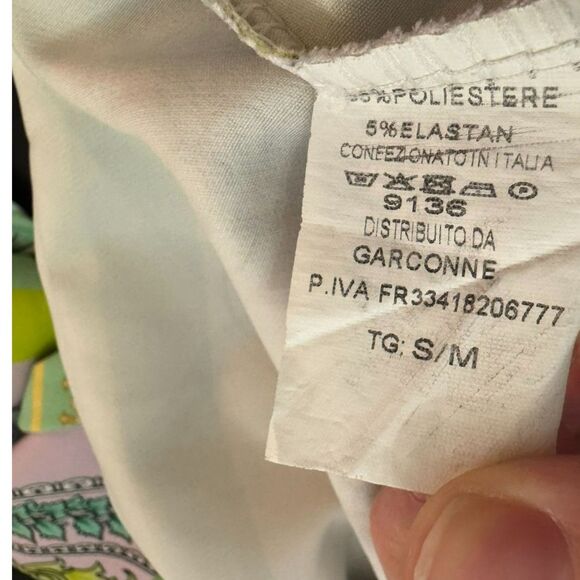 95%POLIESTERE
5%ELASTAN
CONFEZIONATO IN ITALIA
P
9136
DISTRIBUITO DA
GARCONNE
P.IVA FR33418206777
TG: S/M